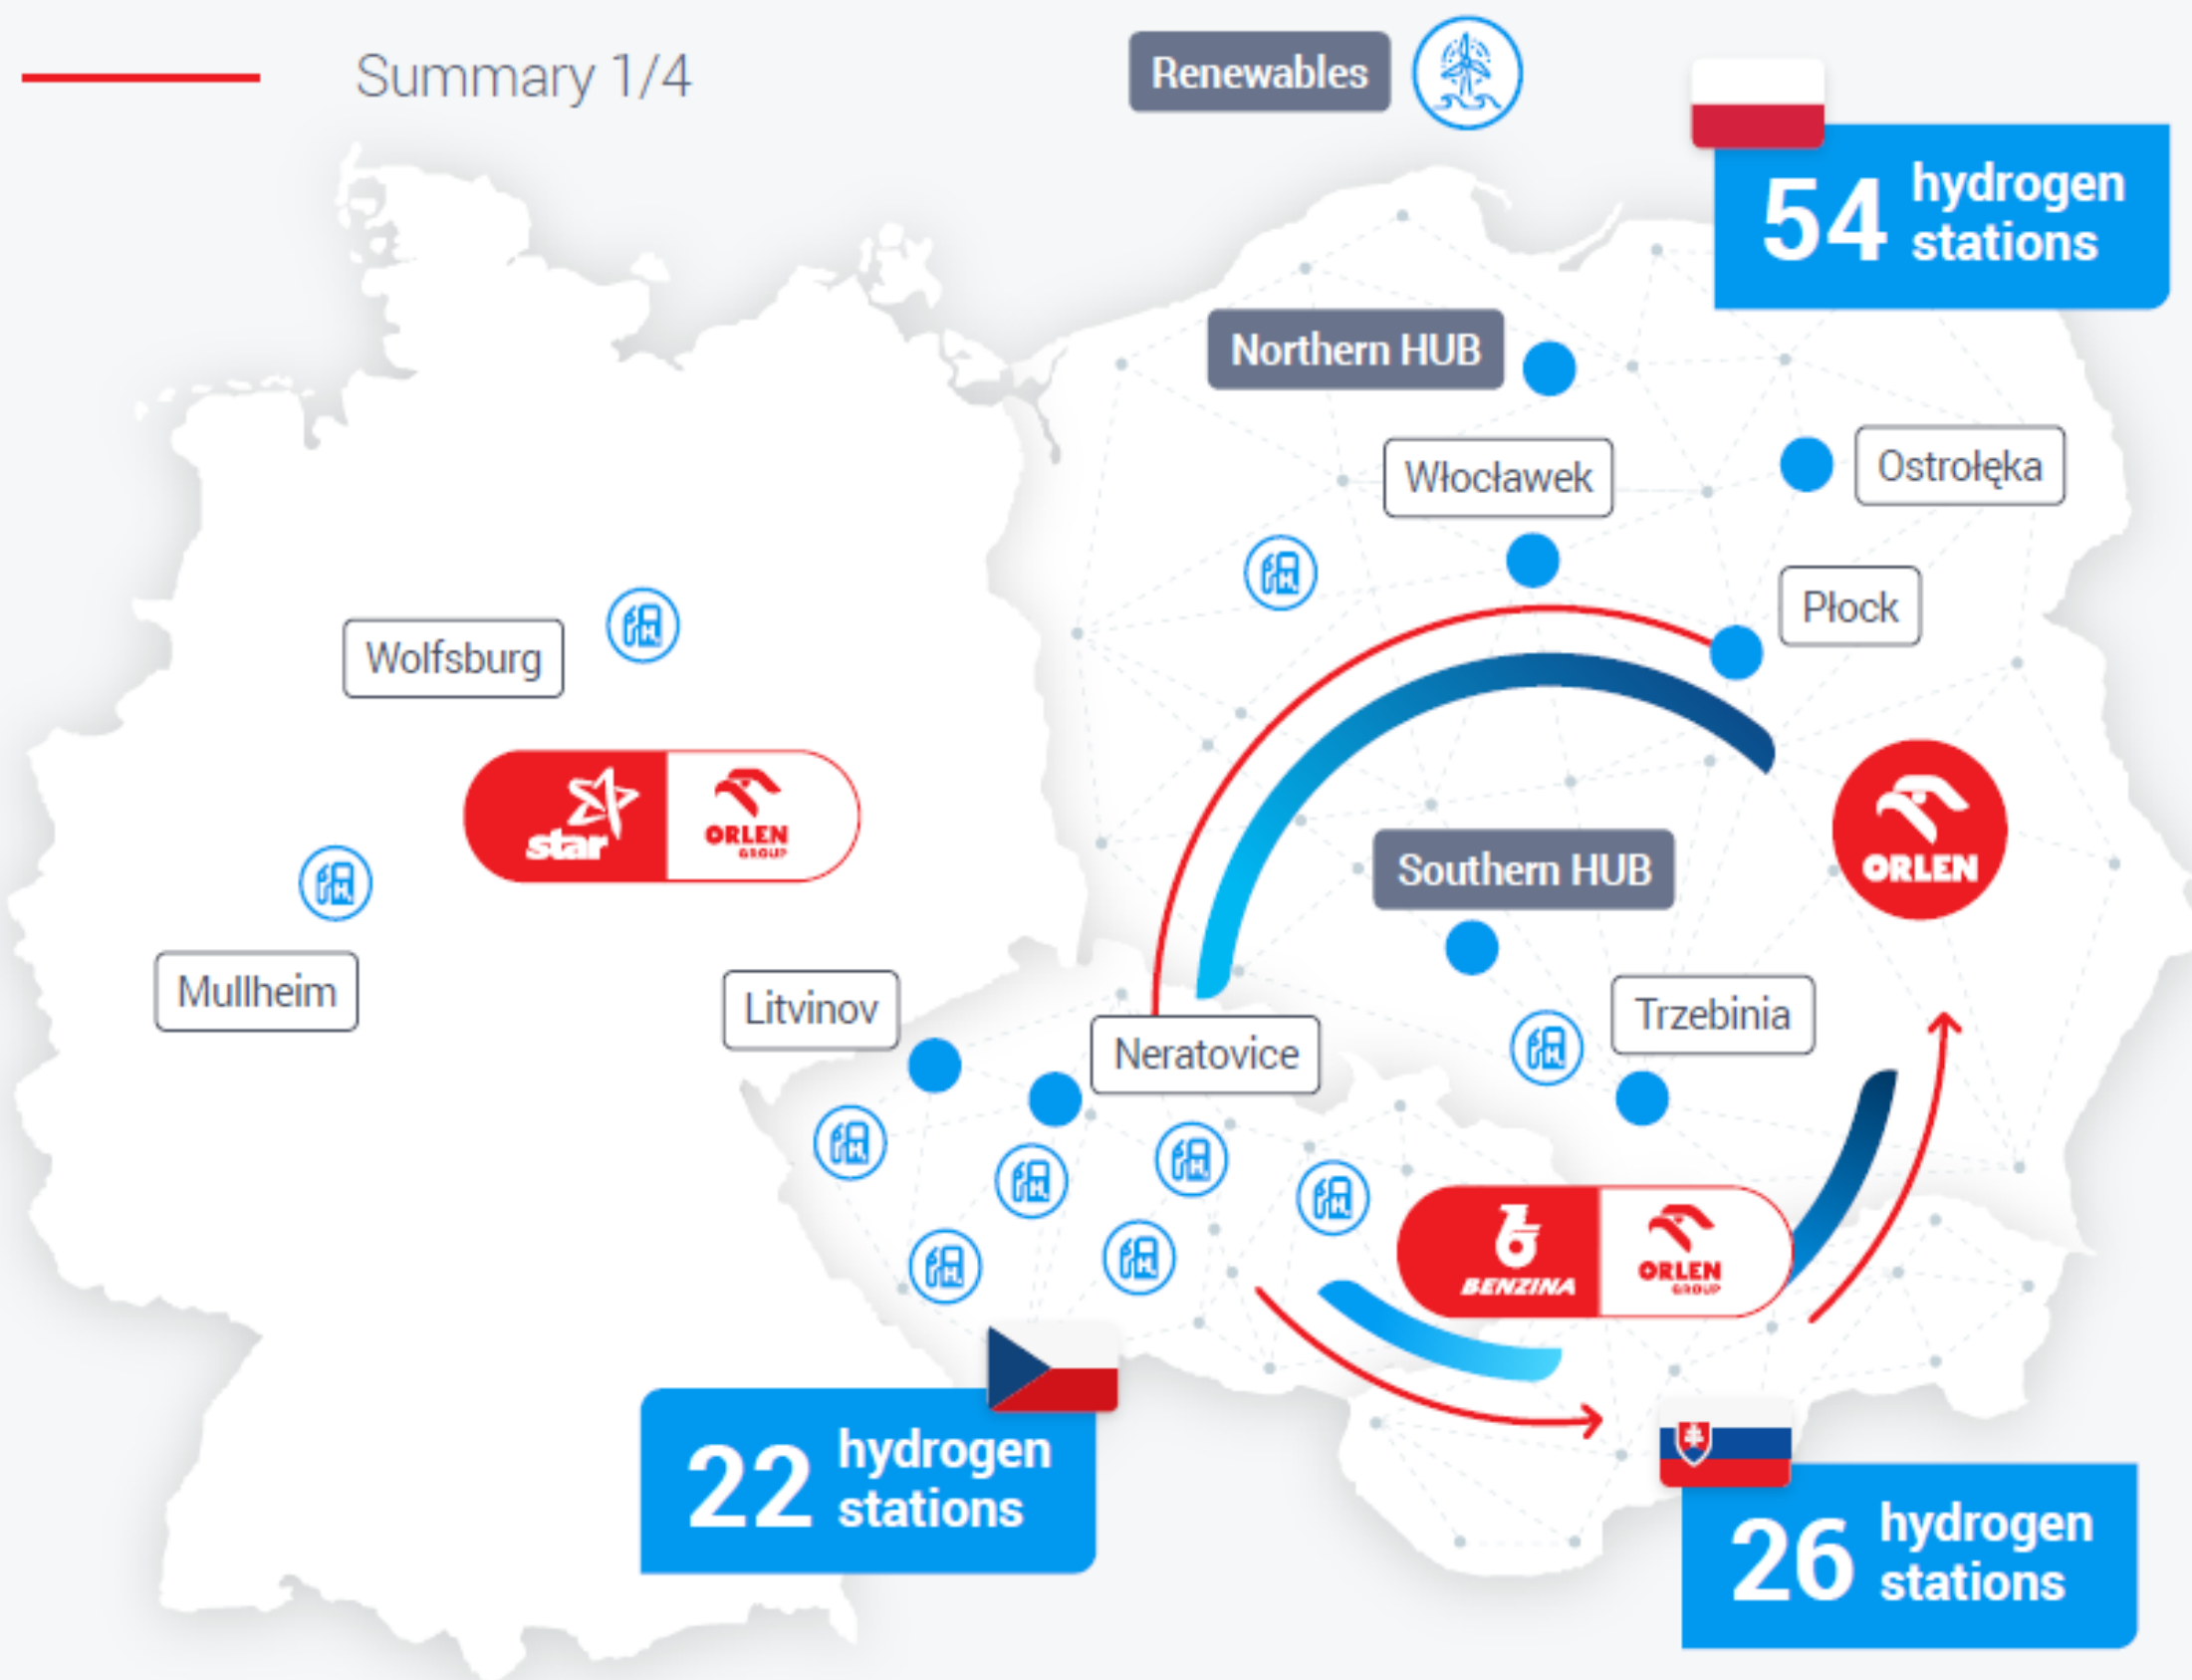 Summary 1/4
Renewables
54 hydrogen
stations
Northern HUB
Włocławek
Ostrołęka
Płock
Wolfsburg
star
ORLEN
GROUP
Southern HUB
ORLEN
Mullheim
Litvinov
Neratovice
Trzebinia
BENZINA
ORLEN
GROUP
22 hydrogen
stations
26 hydrogen
stations